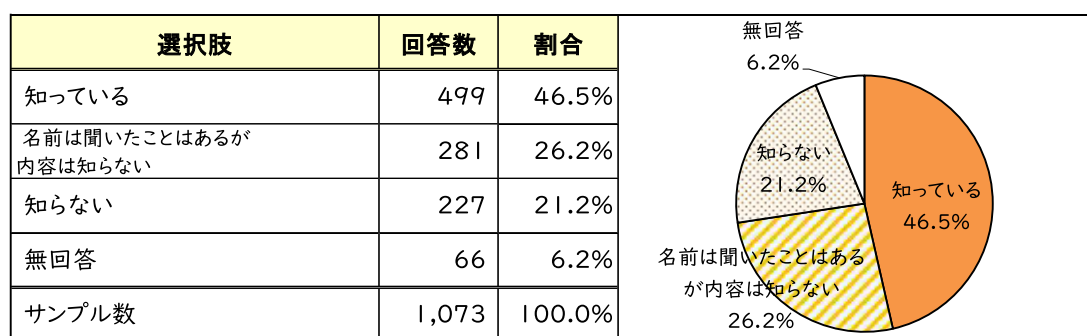 選択肢 回答数 割合
知っている 499 46.5%
名前は聞いたことはあるが
内容は知らない 281 26.2%
知らない 227 21.2%
無回答 66 6.2%
サンプル数 1,073 100.0%
無回答
6.2%
知らない
21.2%
知っている
46.5%
名前は聞いたことはある
が内容は知らない
26.2%